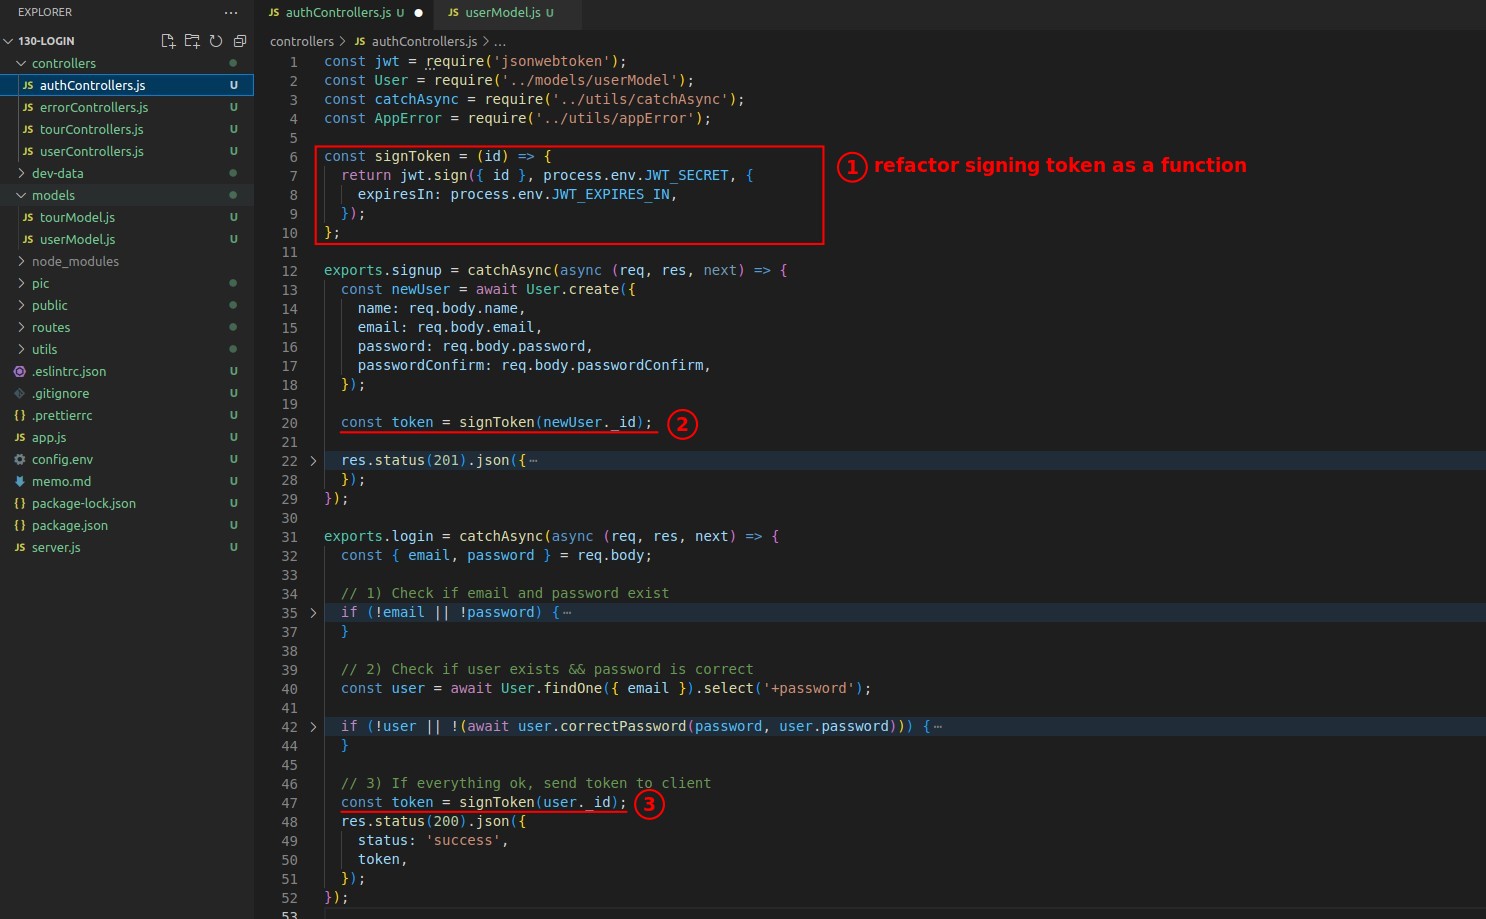 EXPLORER
130-LOGIN
controllers
authControllers.js U
errorControllers.js U
tourControllers.js U
userControllers.js U
dev-data
models
tourModel.js U
userModel.js U
node_modules
pic
public
routes
utils
.eslintrc.json U
.gitignore U
.prettierrc U
app.js U
config.env U
memo.md U
package-lock.json U
package.json U
server.js U
JS authControllers.js U ● JS userModel.js U
controllers > JS authControllers.js > ...
1 const jwt = require('jsonwebtoken');
2 const User = require('../models/userModel');
3 const catchAsync = require('../utils/catchAsync');
4 const AppError = require('../utils/appError');
5
6 const signToken = (id) => {
7 return jwt.sign({ id }, process.env.JWT_SECRET, {
8 expiresIn: process.env.JWT_EXPIRES_IN,
9 });
10 };
1 refactor signing token as a function
11
12 exports.signup = catchAsync(async (req, res, next) => {
13 const newUser = await User.create({
14 name: req.body.name,
15 email: req.body.email,
16 password: req.body.password,
17 passwordConfirm: req.body.passwordConfirm,
18 });
19
20 const token = signToken(newUser._id); 2
21
22 res.status(201).json({⋯
28 });
29 });
30
31 exports.login = catchAsync(async (req, res, next) => {
32 const { email, password } = req.body;
33
34 // 1) Check if email and password exist
35 if (!email || !password) {⋯
37 }
38
39 // 2) Check if user exists && password is correct
40 const user = await User.findOne({ email }).select('+password');
41
42 if (!user || !(await user.correctPassword(password, user.password))) {⋯
44 }
45
46 // 3) If everything ok, send token to client
47 const token = signToken(user._id); 3
48 res.status(200).json({
49 status: 'success',
50 token,
51 });
52 });
53